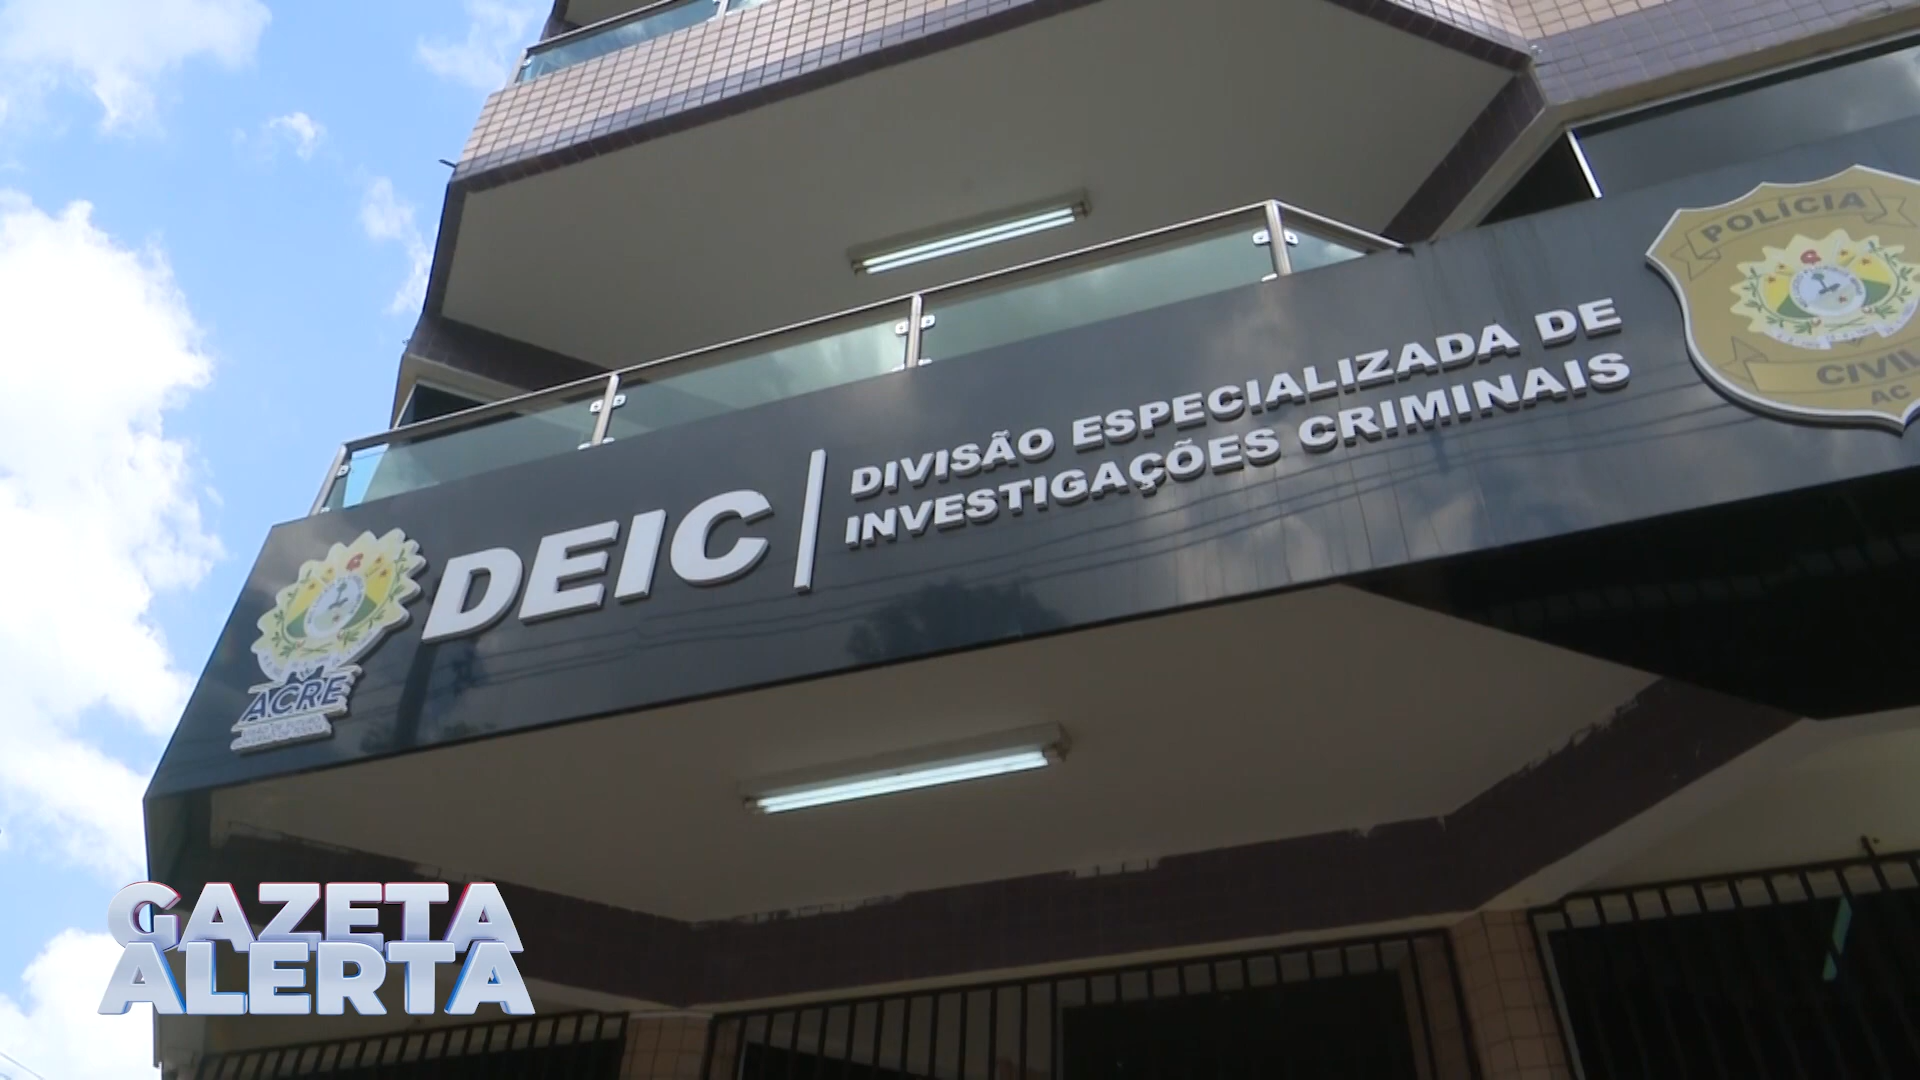 POLÍCIA
CIVIL
AC
DEIC
DIVISÃO ESPECIALIZADA DE
INVESTIGAÇÕES CRIMINAIS
ACRE
GAZETA
ALERTA